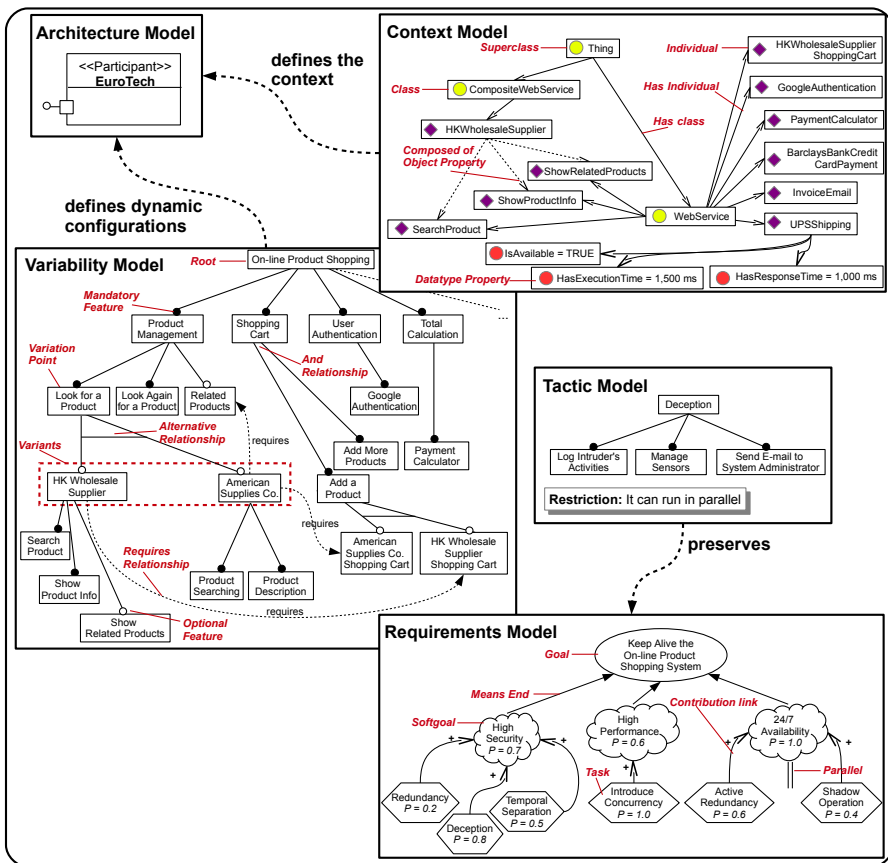 Architecture Model
<<Participant>>
EuroTech
defines the
context
defines dynamic
configurations
Context Model
Superclass
Thing
Individual
HKWholesaleSupplier
ShoppingCart
Class
CompositeWebService
Has Individual
GoogleAuthentication
HKWholesaleSupplier
Has class
PaymentCalculator
Composed of
Object Property
ShowRelatedProducts
BarclaysBankCredit
CardPayment
ShowProductInfo
InvoiceEmail
SearchProduct
WebService
UPSShipping
IsAvailable = TRUE
Datatype Property
HasExecutionTime = 1,500 ms
HasResponseTime = 1,000 ms
Variability Model
Root
On-line Product Shopping
...
Mandatory
Feature
Product
Management
Shopping
Cart
User
Authentication
Total
Calculation
Variation
Point
And
Relationship
Look for a
Product
Look Again
for a Product
Related
Products
Google
Authentication
Alternative
Relationship
requires
Variants
Add More
Products
Payment
Calculator
HK Wholesale
Supplier
American
Supplies Co.
Add a
Product
requires
Search
Product
Requires
Relationship
American
Supplies Co.
Shopping Cart
HK Wholesale
Supplier
Shopping Cart
Show
Product Info
Product
Searching
Product
Description
requires
Show
Related Products
Optional
Feature
Tactic Model
Deception
Log Intruder's
Activities
Manage
Sensors
Send E-mail to
System Administrator
Restriction: It can run in parallel
preserves
Requirements Model
Goal
Keep Alive the
On-line Product
Shopping System
Means End
Contribution link
Softgoal
High
Security
P = 0.7
High
Performance
P = 0.6
24/7
Availability
P = 1.0
+
+
+
+
+
+
Task
Parallel
Redundancy
P = 0.2
Deception
P = 0.8
Temporal
Separation
P = 0.5
Introduce
Concurrency
P = 1.0
Active
Redundancy
P = 0.6
Shadow
Operation
P = 0.4